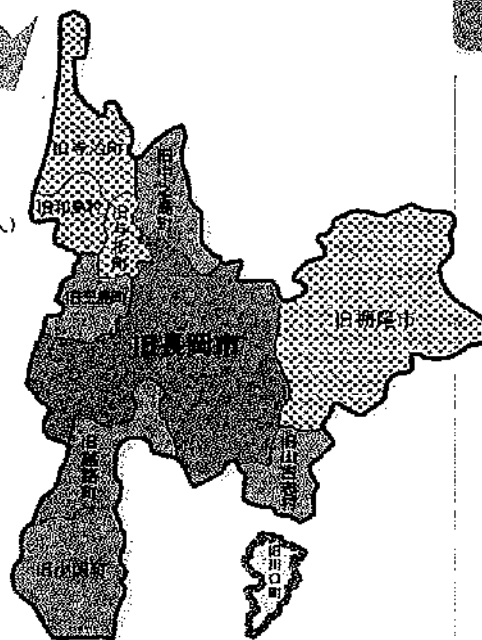 旧寺泊町
旧和島村
旧与板町
旧中之島町
旧三島町
旧長岡市
旧栃尾市
旧越路町
旧山古志村
旧小国町
旧川口町
人)